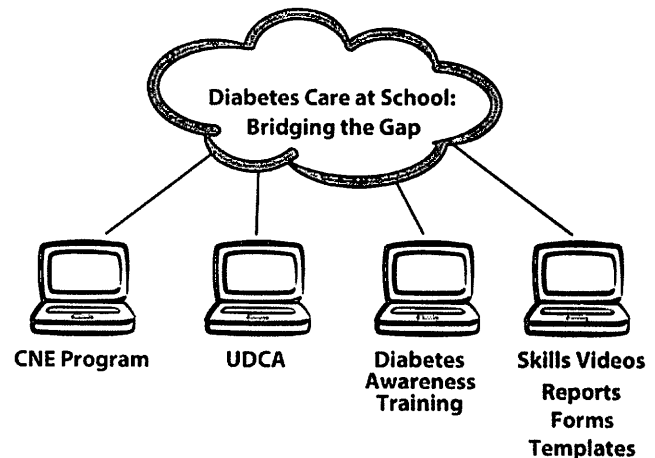 Diabetes Care at School:
Bridging the Gap
CNE Program
UDCA
Diabetes
Awareness
Training
Skills Videos
Reports
Forms
Templates